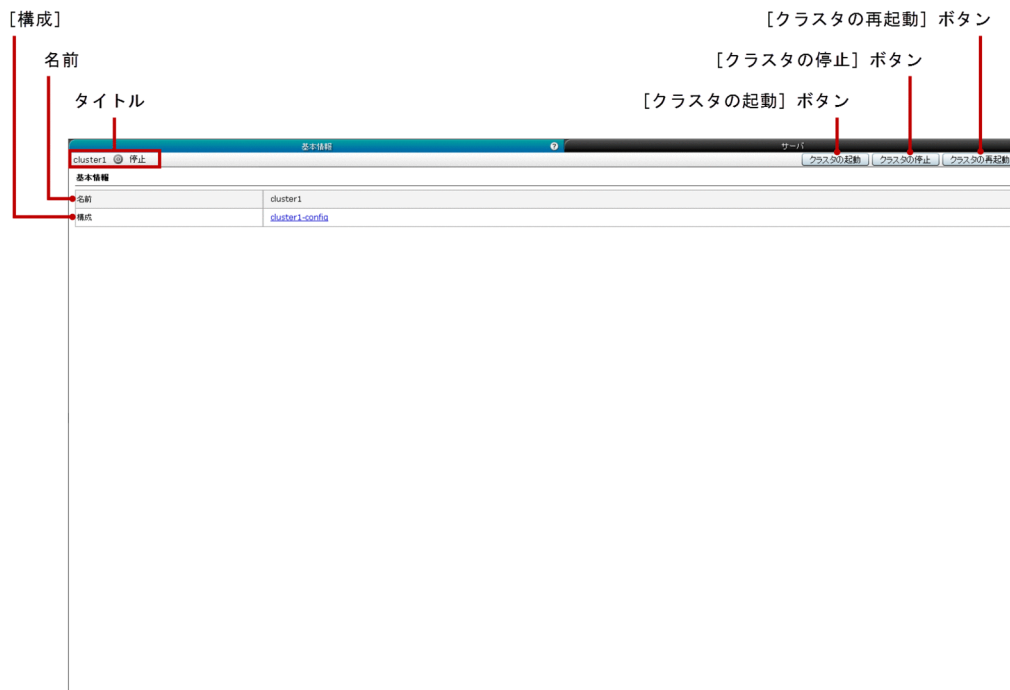 [構成]
[クラスタの再起動] ボタン
名前
[クラスタの停止] ボタン
タイトル
[クラスタの起動] ボタン
基本情報
?
サーバ
cluster1 停止
クラスタの起動
クラスタの停止
クラスタの再起動
基本情報
名前
cluster1
構成
cluster1-config